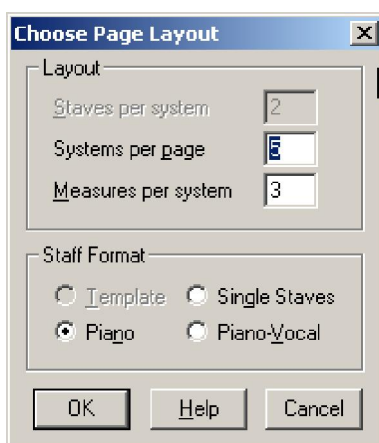 Choose Page Layout
Layout
Staves per system 2
Systems per page 5
Measures per system 3
Staff Format
Template Single Staves
Piano Piano-Vocal
OK Help Cancel